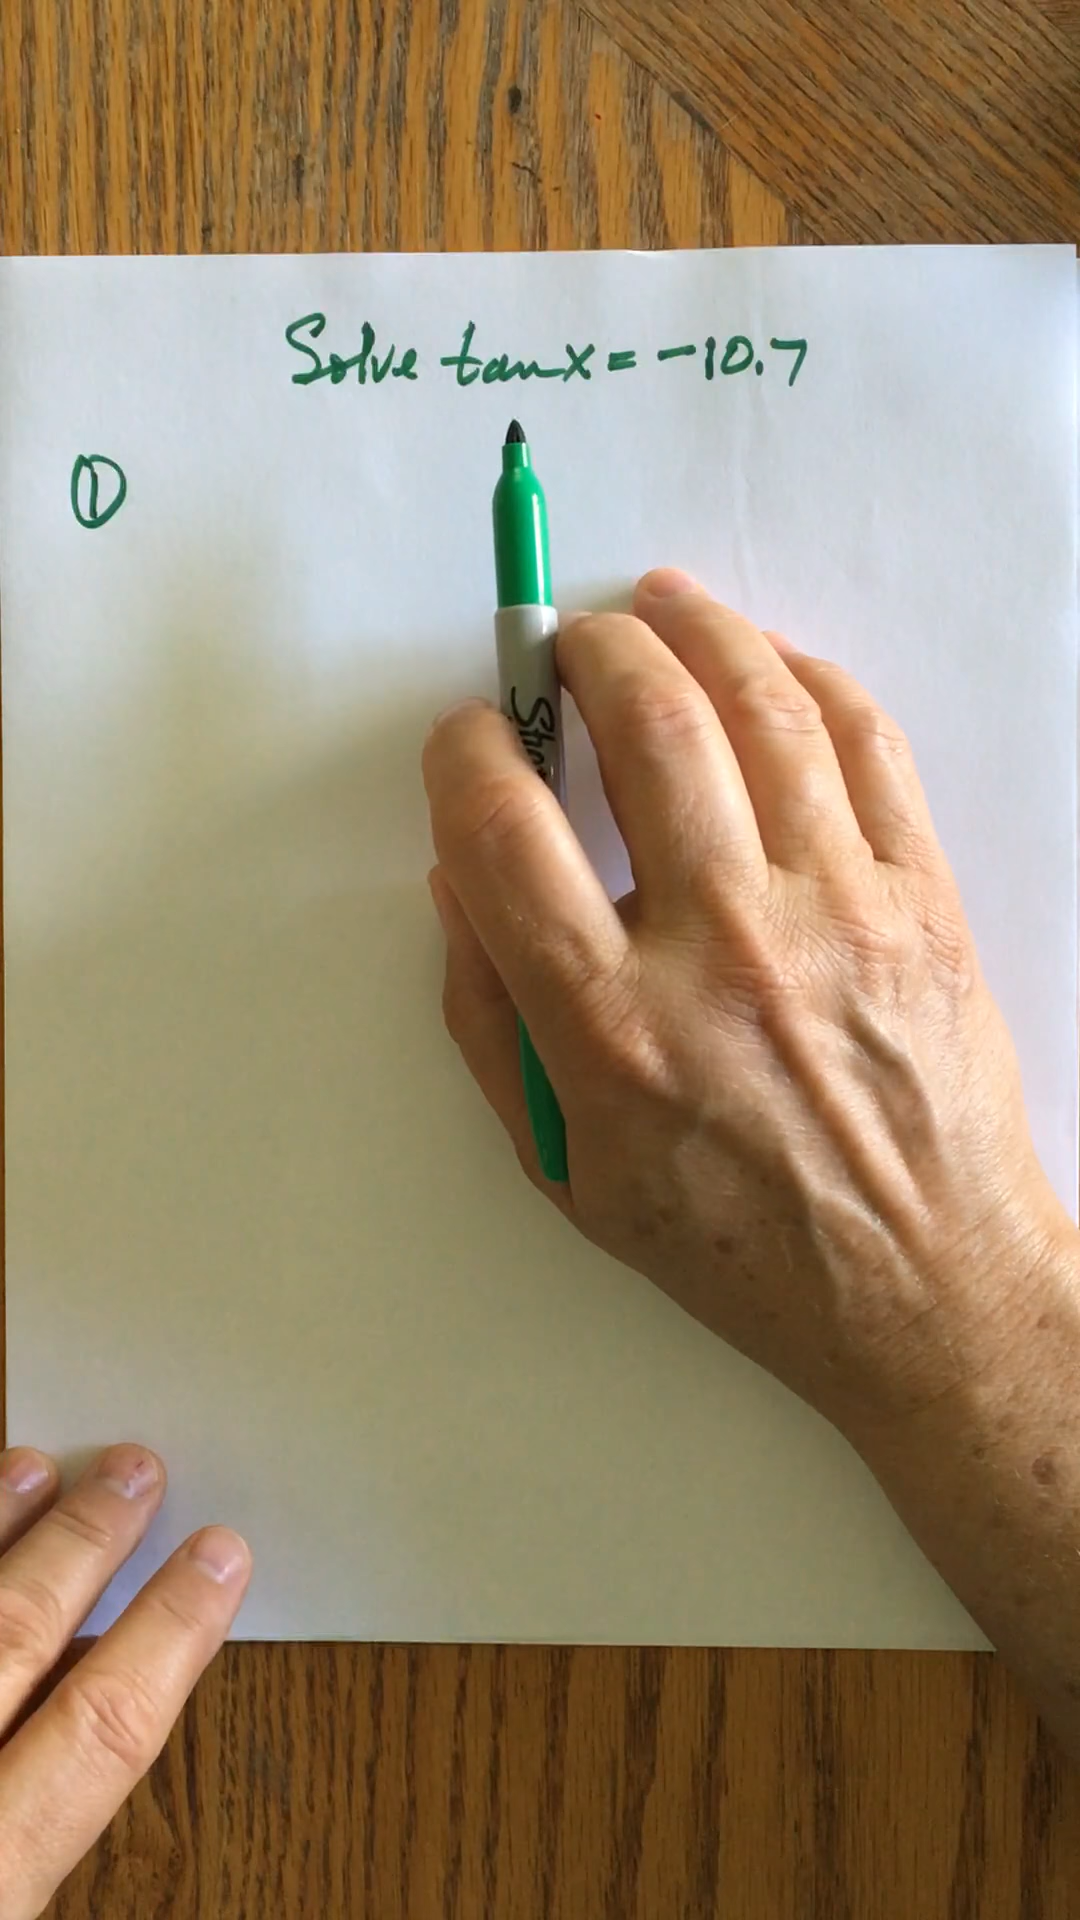 Solve tan x = -10.7
①